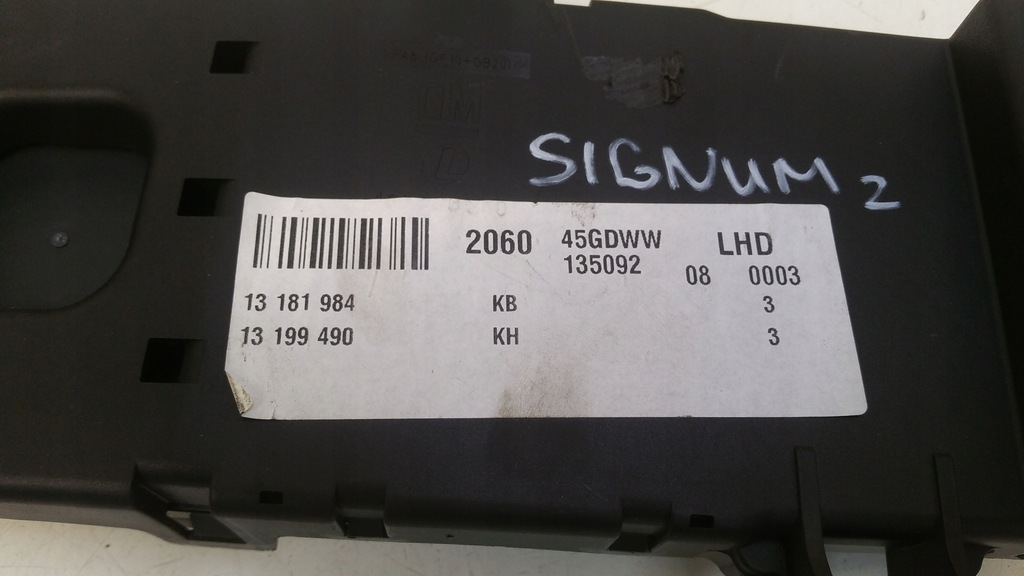 SIGNUM 2
2060 45GDWW LHD
135092 08 0003
13 181 984 KB 3
13 199 490 KH 3